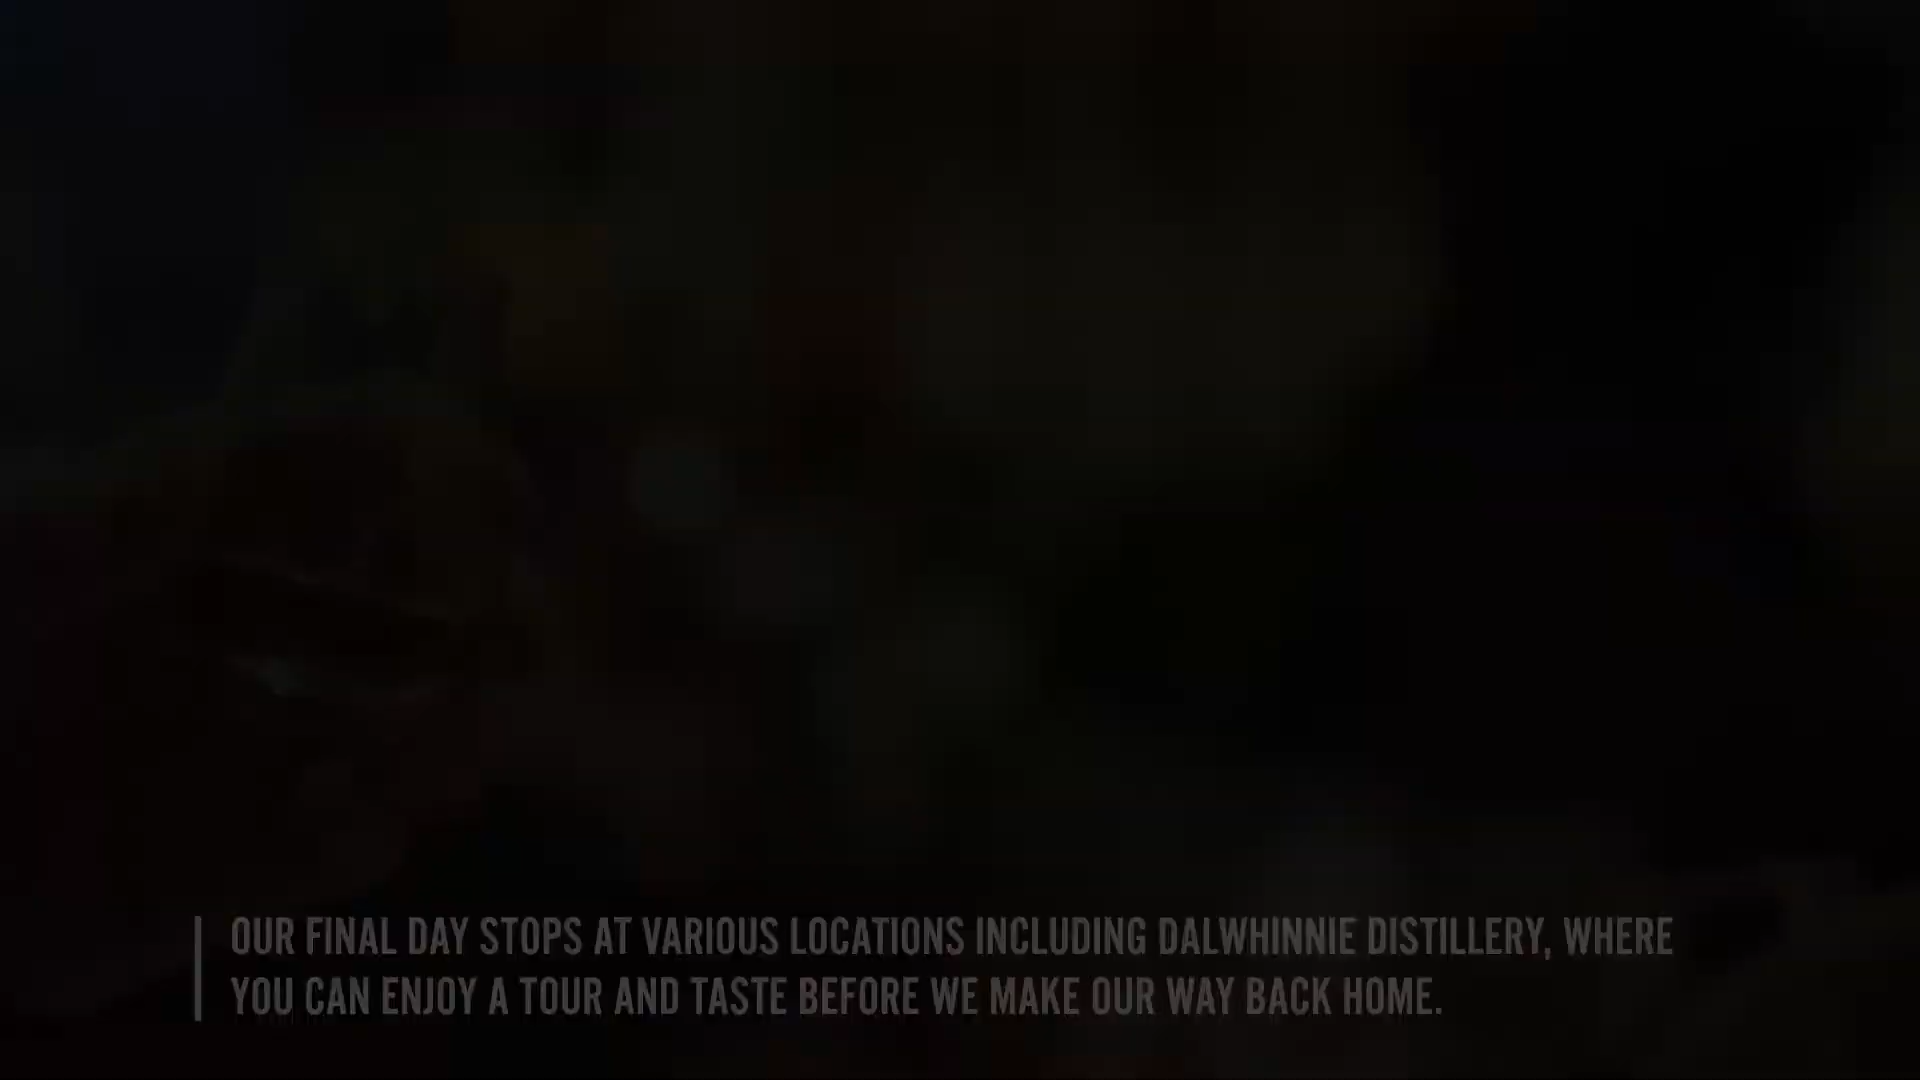 OUR FINAL DAY STOPS AT VARIOUS LOCATIONS INCLUDING DALWHINNIE DISTILLERY, WHERE
YOU CAN ENJOY A TOUR AND TASTE BEFORE WE MAKE OUR WAY BACK HOME.